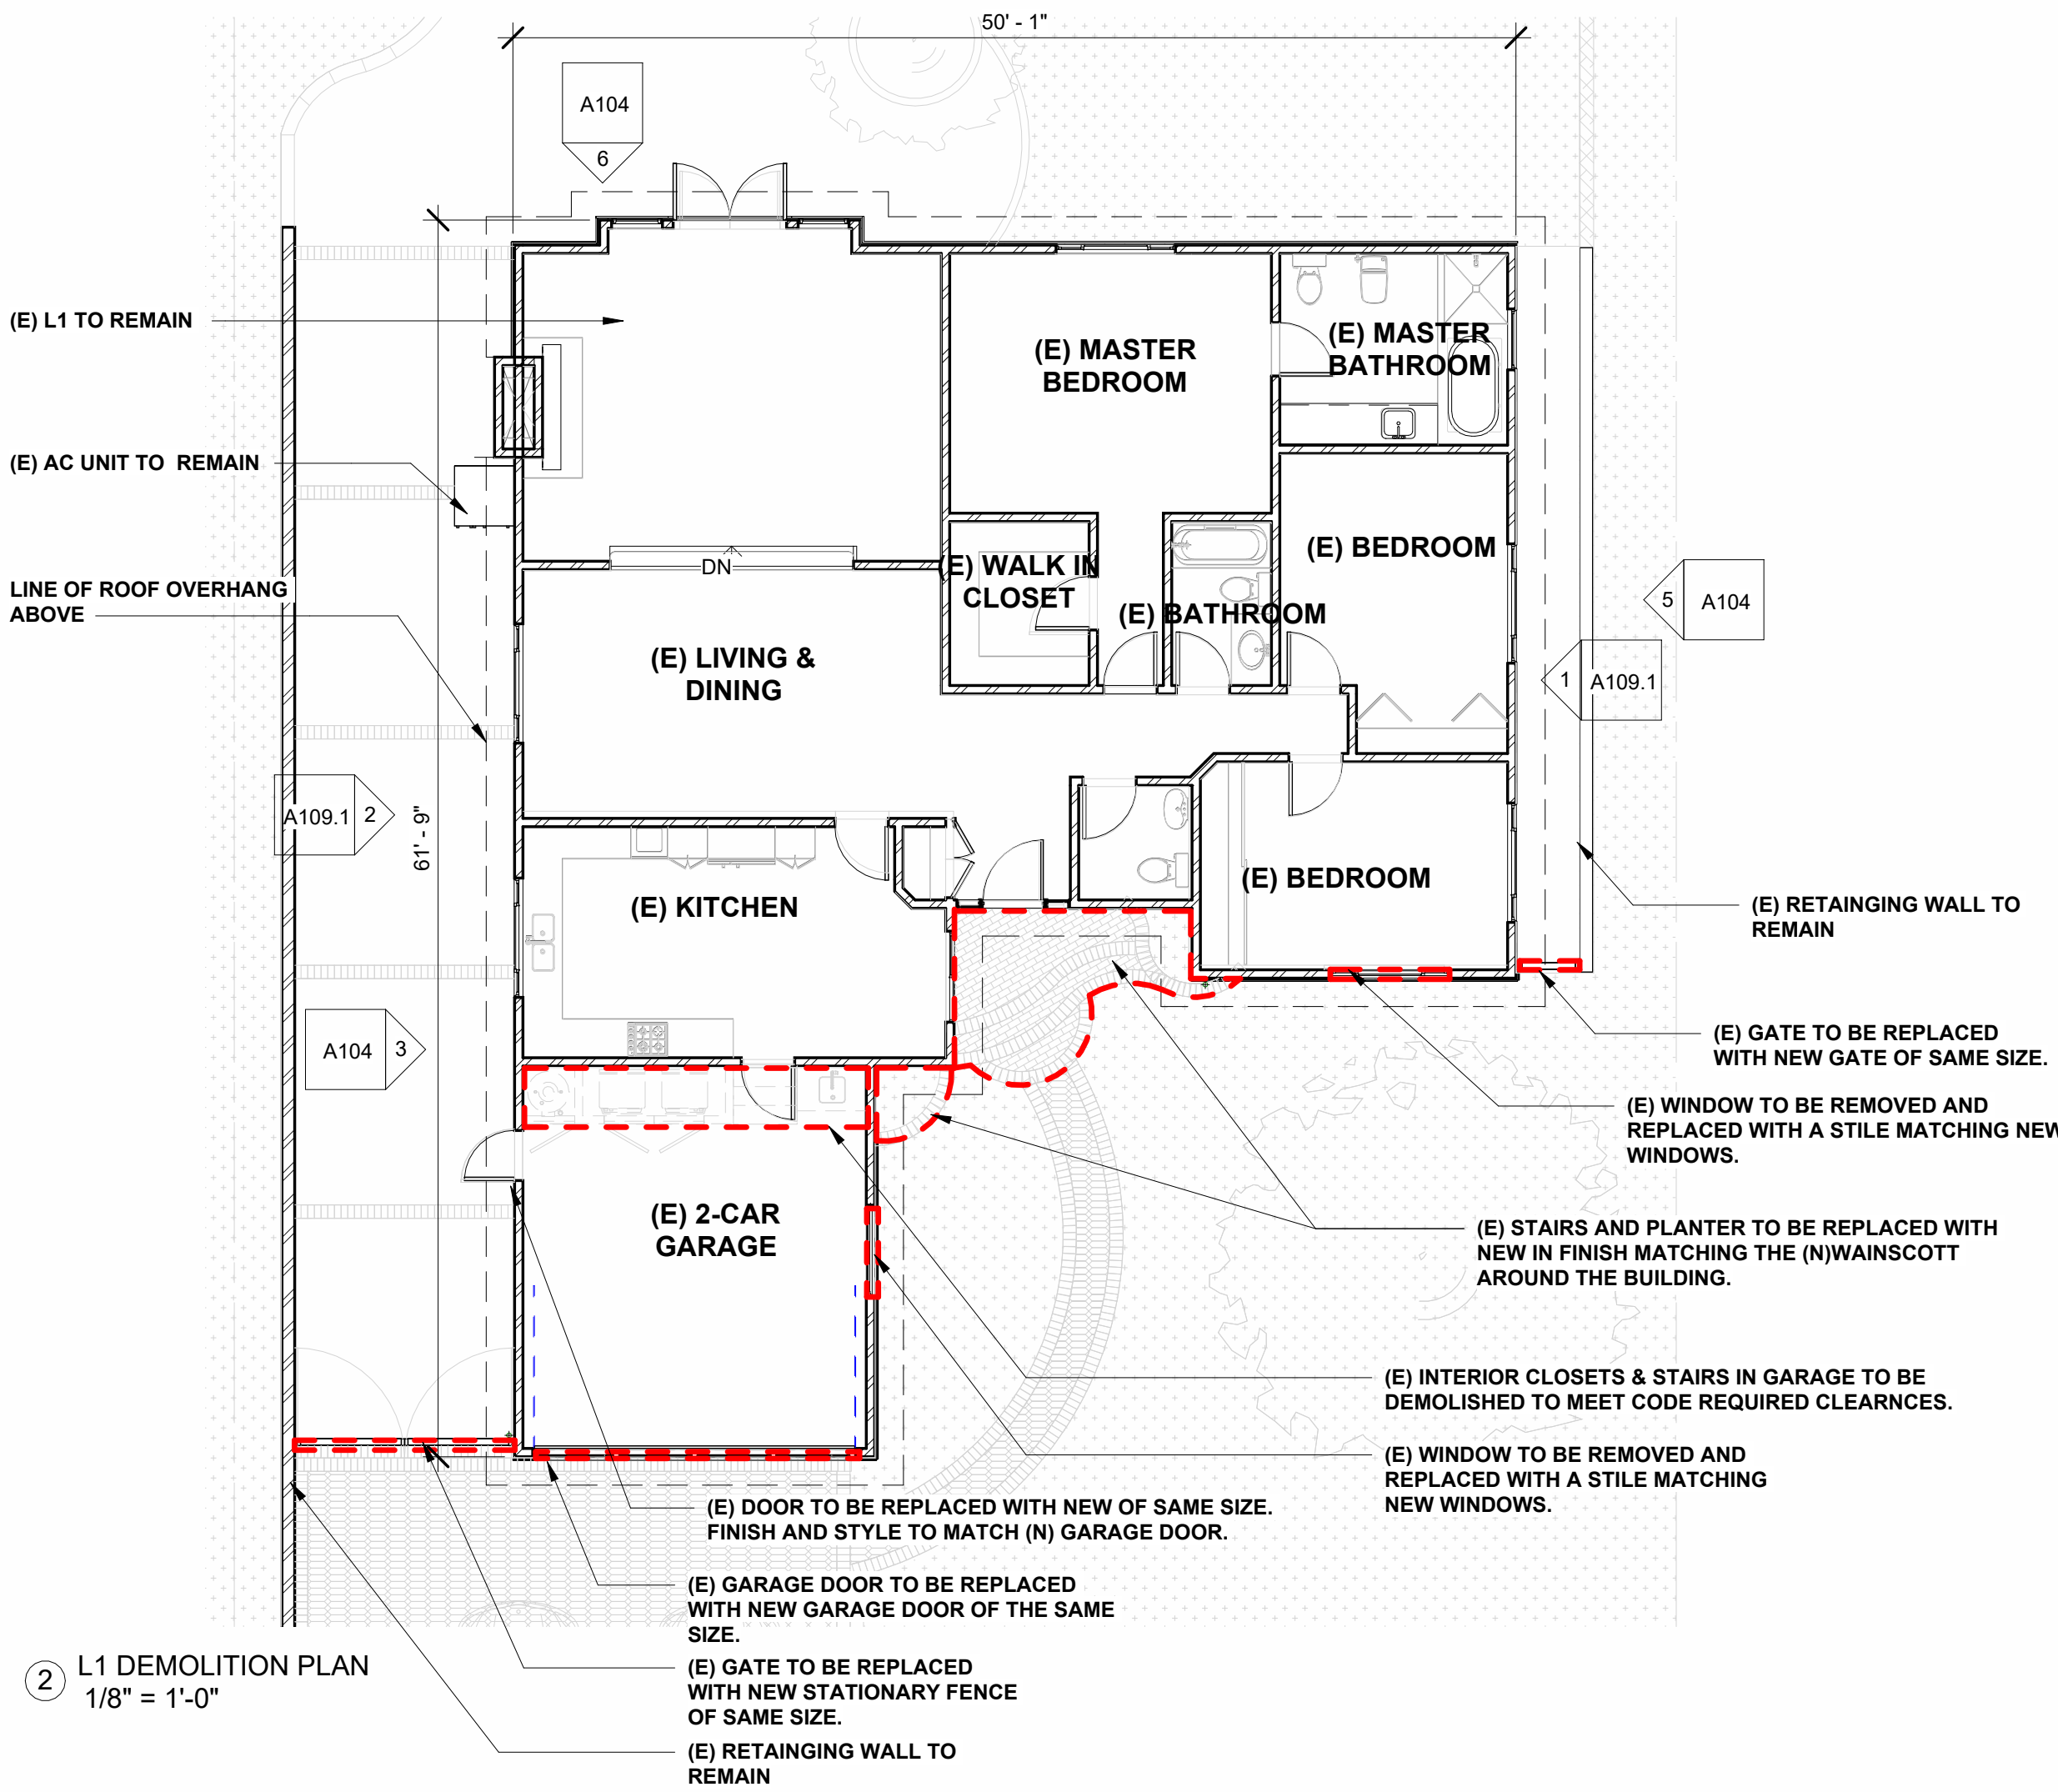 50' - 1"
A104
6
(E) L1 TO REMAIN
(E) MASTER
BEDROOM
(E) MASTER
BATHROOM
(E) AC UNIT TO REMAIN
DN
(E) WALK IN
CLOSET
(E) BEDROOM
(E) BATHROOM
LINE OF ROOF OVERHANG
ABOVE
5 A104
(E) LIVING &
DINING
1 A109.1
A109.1 2
61' - 9"
(E) KITCHEN
(E) BEDROOM
(E) RETAINGING WALL TO
REMAIN
A104 3
(E) GATE TO BE REPLACED
WITH NEW GATE OF SAME SIZE.
(E) WINDOW TO BE REMOVED AND
REPLACED WITH A STILE MATCHING NEW
WINDOWS.
(E) 2-CAR
GARAGE
(E) STAIRS AND PLANTER TO BE REPLACED WITH
NEW IN FINISH MATCHING THE (N)WAINSCOTT
AROUND THE BUILDING.
(E) INTERIOR CLOSETS & STAIRS IN GARAGE TO BE
DEMOLISHED TO MEET CODE REQUIRED CLEARNCES.
(E) WINDOW TO BE REMOVED AND
REPLACED WITH A STILE MATCHING
NEW WINDOWS.
(E) DOOR TO BE REPLACED WITH NEW OF SAME SIZE.
FINISH AND STYLE TO MATCH (N) GARAGE DOOR.
(E) GARAGE DOOR TO BE REPLACED
WITH NEW GARAGE DOOR OF THE SAME
SIZE.
(E) GATE TO BE REPLACED
WITH NEW STATIONARY FENCE
OF SAME SIZE.
(E) RETAINGING WALL TO
REMAIN
2 L1 DEMOLITION PLAN
1/8" = 1'-0"